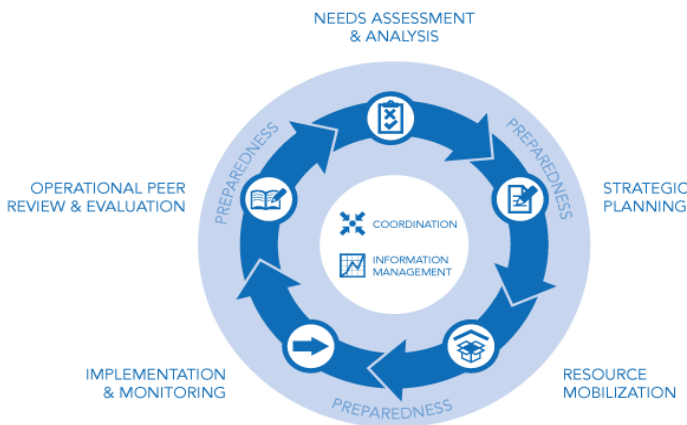 NEEDS ASSESSMENT
& ANALYSIS
PREPAREDNESS
PREPAREDNESS
OPERATIONAL PEER
REVIEW & EVALUATION
STRATEGIC
PLANNING
COORDINATION
INFORMATION
MANAGEMENT
IMPLEMENTATION
& MONITORING
RESOURCE
MOBILIZATION
PREPAREDNESS